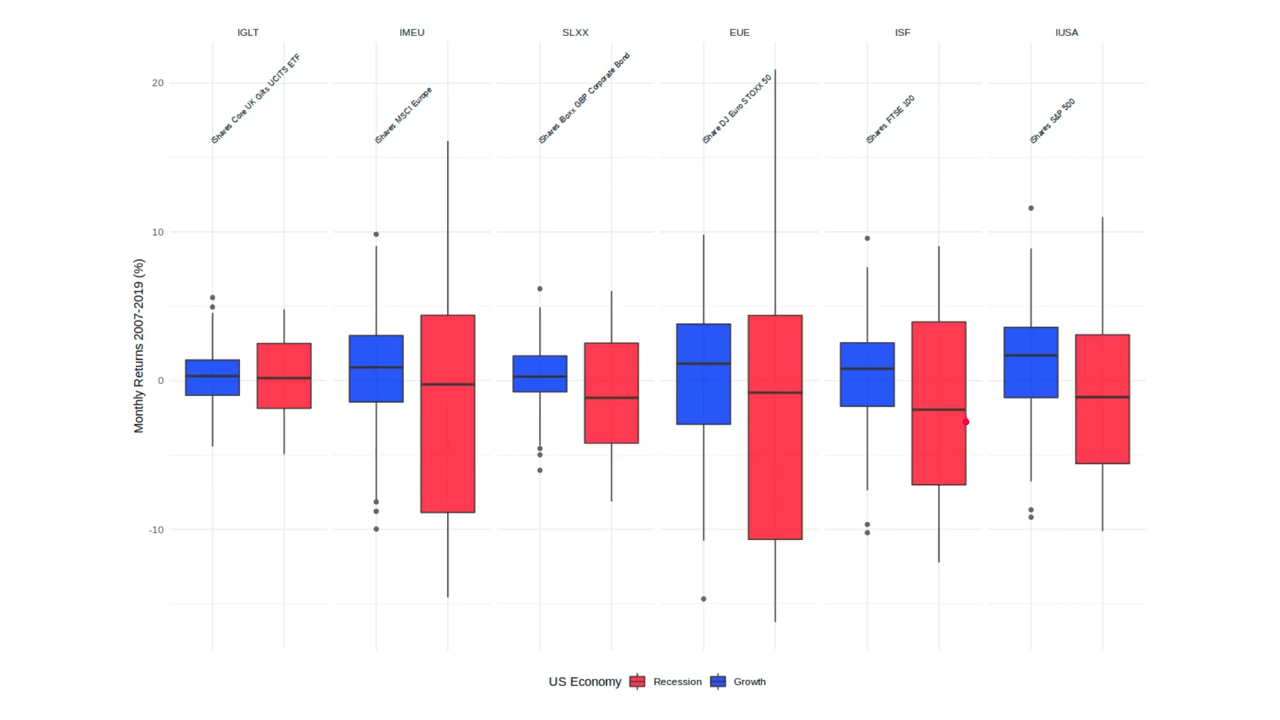 IGLT IMEU SLXX EUE ISF IUSA
iShares Core UK Gilts UCITS ETF
iShares MSCI Europe
iShares iBoxx GBP Corporate Bond
iShare DJ Euro STOXX 50
iShares FTSE 100
iShares S&P 500
Monthly Returns 2007-2019 (%)
20
10
0
-10
US Economy Recession Growth